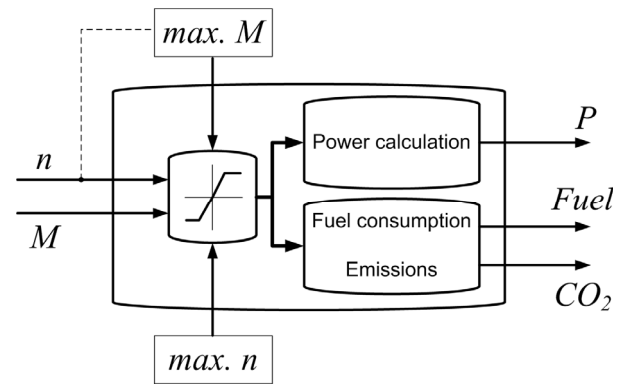 max. M
n
M
Power calculation
Fuel consumption
Emissions
P
Fuel
CO₂
max. n